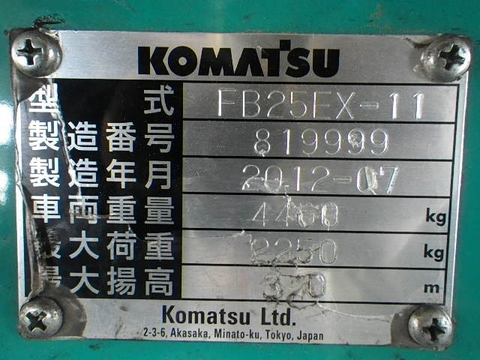 KOMATSU
型式 FB25EX-11
製造番号 819999
製造年月 2012-07
車両重量 4400 kg
最大荷重 2250 kg
最大揚高 m
Komatsu Ltd.
2-3-6, Akasaka, Minato-ku, Tokyo, Japan